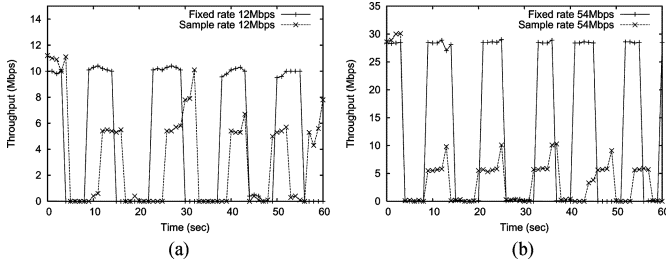 Throughput (Mbps)
16
14
12
10
8
6
4
2
0
0 10 20 30 40 50 60
Time (sec)
Fixed rate 12Mbps
Sample rate 12Mbps
(a)
Throughput (Mbps)
35
30
25
20
15
10
5
0
0 10 20 30 40 50 60
Time (sec)
Fixed rate 54Mbps
Sample rate 54Mbps
(b)